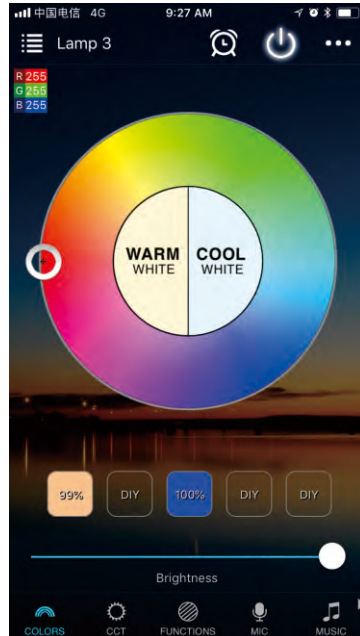 中国电信 4G 9:27 AM
Lamp 3
R 255
G 255
B 255
WARM WHITE
COOL WHITE
99% DIY 100% DIY DIY
Brightness
COLORS CCT FUNCTIONS MIC MUSIC